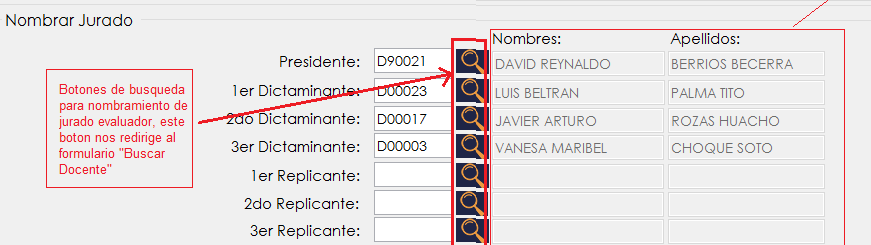 Nombrar Jurado
Nombres: Apellidos:
Presidente: D90021 DAVID REYNALDO BERRIOS BECERRA
1er Dictaminante: D00023 LUIS BELTRAN PALMA TITO
2do Dictaminante: D00017 JAVIER ARTURO ROZAS HUACHO
3er Dictaminante: D00003 VANESA MARIBEL CHOQUE SOTO
1er Replicante:
2do Replicante:
3er Replicante:
Botones de busqueda
para nombramiento de
jurado evaluador, este
boton nos redirige al
formulario "Buscar
Docente"